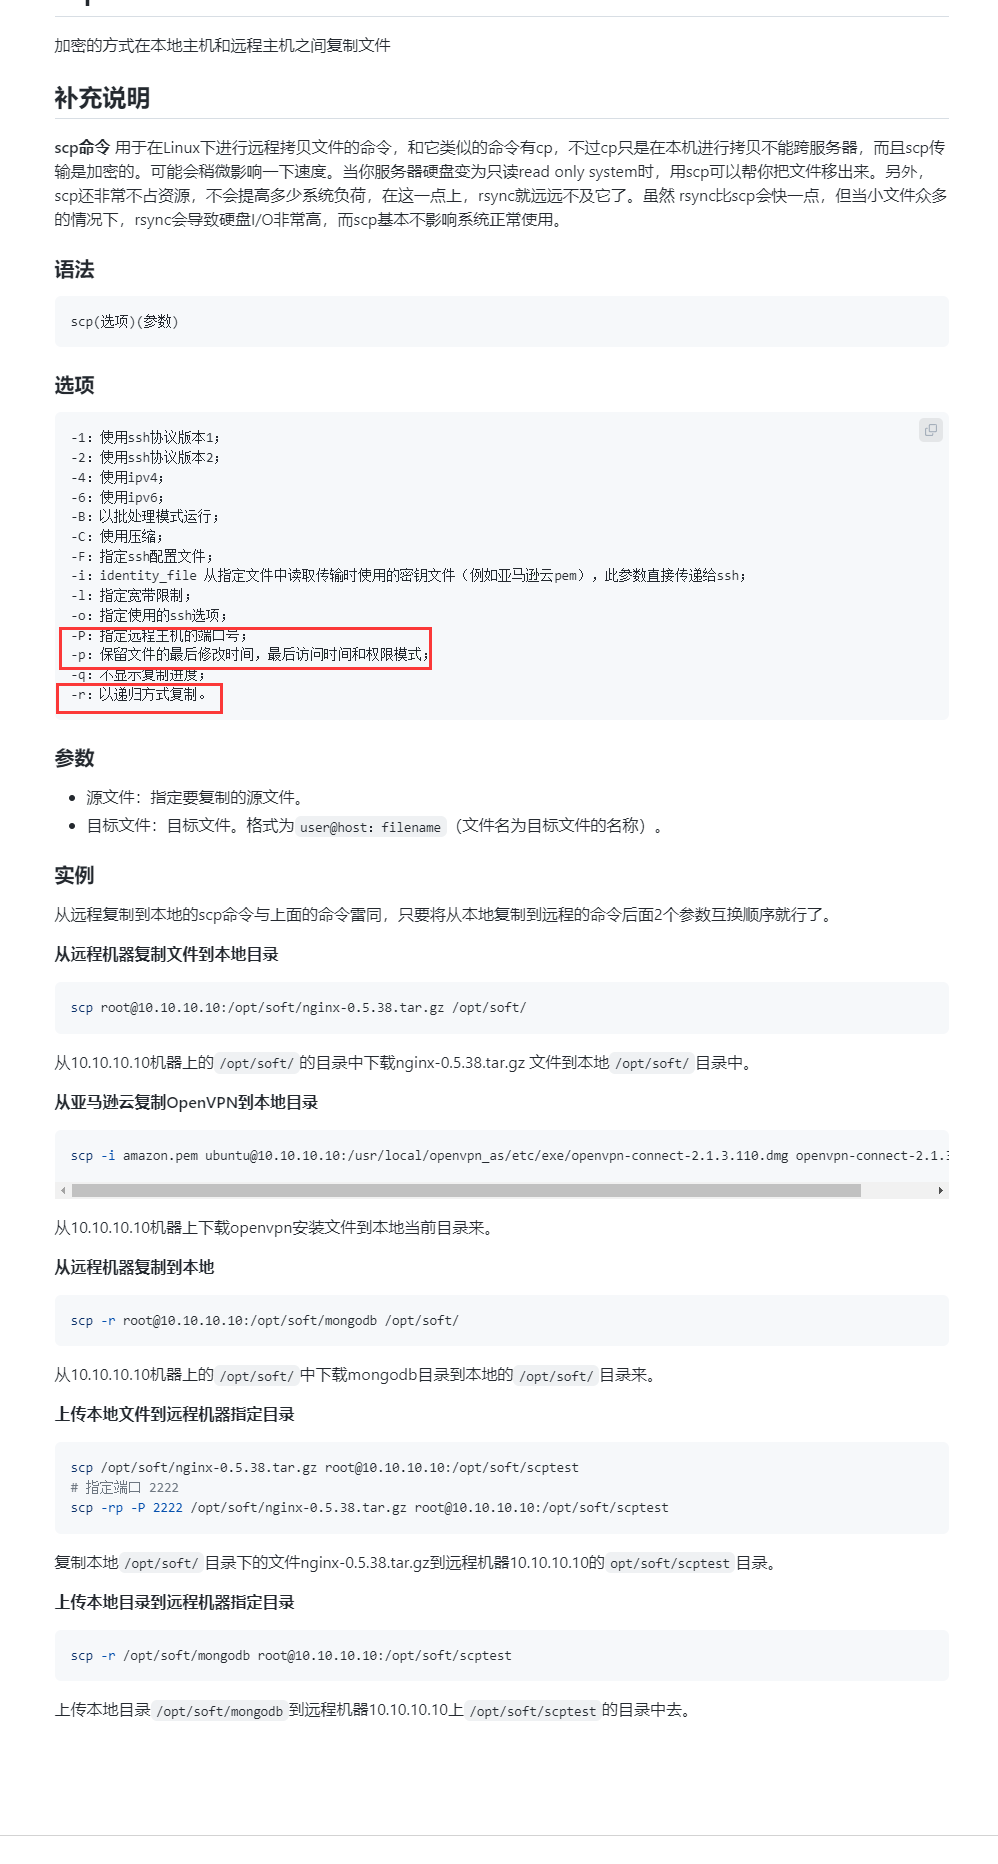 加密的方式在本地主机和远程主机之间复制文件
补充说明
scp命令 用于在Linux下进行远程拷贝文件的命令，和它类似的命令有cp，不过cp只是在本机进行拷贝不能跨服务器，而且scp传
输是加密的。可能会稍微影响一下速度。当你服务器硬盘变为只读read only system时，用scp可以帮你把文件移出来。另外，
scp还非常不占资源，不会提高多少系统负荷，在这一点上，rsync就远远不及它了。虽然 rsync比scp会快一点，但当小文件众多
的情况下，rsync会导致硬盘I/O非常高，而scp基本不影响系统正常使用。
语法
scp(选项)(参数)
选项
-1：使用ssh协议版本1；
-2：使用ssh协议版本2；
-4：使用ipv4；
-6：使用ipv6；
-B：以批处理模式运行；
-C：使用压缩；
-F：指定ssh配置文件；
-i：identity_file 从指定文件中读取传输时使用的密钥文件（例如亚马逊云pem），此参数直接传递给ssh；
-l：指定宽带限制；
-o：指定使用的ssh选项；
-P：指定远程主机的端口号；
-p：保留文件的最后修改时间，最后访问时间和权限模式；
-q：不显示复制进度；
-r：以递归方式复制。
参数
• 源文件：指定要复制的源文件。
• 目标文件：目标文件。格式为 user@host：filename （文件名为目标文件的名称）。
实例
从远程复制到本地的scp命令与上面的命令雷同，只要将从本地复制到远程的命令后面2个参数互换顺序就行了。
从远程机器复制文件到本地目录
scp root@10.10.10.10:/opt/soft/nginx-0.5.38.tar.gz /opt/soft/
从10.10.10.10机器上的 /opt/soft/ 的目录中下载nginx-0.5.38.tar.gz 文件到本地 /opt/soft/ 目录中。
从亚马逊云复制OpenVPN到本地目录
scp -i amazon.pem ubuntu@10.10.10.10:/usr/local/openvpn_as/etc/exe/openvpn-connect-2.1.3.110.dmg openvpn-connect-2.1.3
从10.10.10.10机器上下载openvpn安装文件到本地当前目录来。
从远程机器复制到本地
scp -r root@10.10.10.10:/opt/soft/mongodb /opt/soft/
从10.10.10.10机器上的 /opt/soft/ 中下载mongodb目录到本地的 /opt/soft/ 目录来。
上传本地文件到远程机器指定目录
scp /opt/soft/nginx-0.5.38.tar.gz root@10.10.10.10:/opt/soft/scptest
# 指定端口 2222
scp -rp -P 2222 /opt/soft/nginx-0.5.38.tar.gz root@10.10.10.10:/opt/soft/scptest
复制本地 /opt/soft/ 目录下的文件nginx-0.5.38.tar.gz到远程机器10.10.10.10的 opt/soft/scptest 目录。
上传本地目录到远程机器指定目录
scp -r /opt/soft/mongodb root@10.10.10.10:/opt/soft/scptest
上传本地目录 /opt/soft/mongodb 到远程机器10.10.10.10上 /opt/soft/scptest 的目录中去。